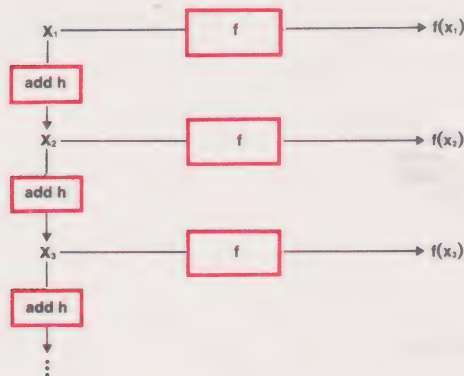 x₁ f f(x₁)
add h
x₂ f f(x₂)
add h
x₃ f f(x₃)
add h
⋮